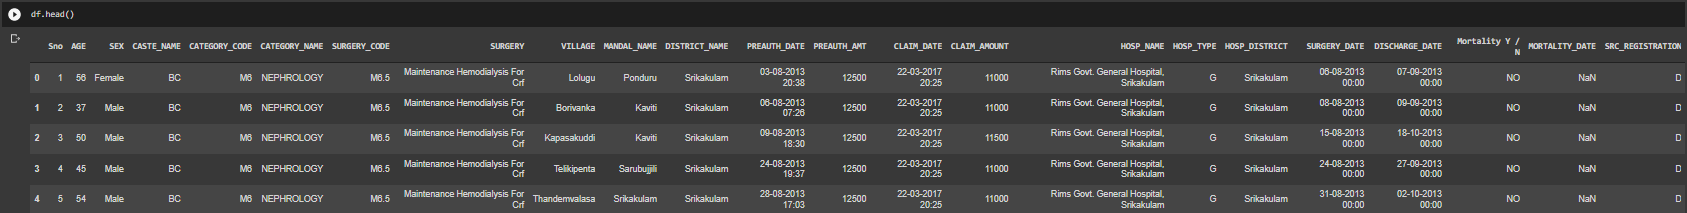 df.head()
Sno AGE SEX CASTE_NAME CATEGORY_CODE CATEGORY_NAME SURGERY_CODE SURGERY VILLAGE MANDAL_NAME DISTRICT_NAME PREAUTH_DATE PREAUTH_AMT CLAIM_DATE CLAIM_AMOUNT HOSP_NAME HOSP_TYPE HOSP_DISTRICT SURGERY_DATE DISCHARGE_DATE Mortality Y / N MORTALITY_DATE SRC_REGISTRATION
0 1 56 Female BC M6 NEPHROLOGY M6.5 Maintenance Hemodialysis For Crf Lolugu Ponduru Srikakulam 03-08-2013 20:38 12500 22-03-2017 20:25 11000 Rims Govt. General Hospital, Srikakulam G Srikakulam 06-08-2013 00:00 07-09-2013 00:00 NO NaN D
1 2 37 Male BC M6 NEPHROLOGY M6.5 Maintenance Hemodialysis For Crf Borivanka Kaviti Srikakulam 06-08-2013 07:26 12500 22-03-2017 20:25 11000 Rims Govt. General Hospital, Srikakulam G Srikakulam 08-08-2013 00:00 09-09-2013 00:00 NO NaN D
2 3 50 Male BC M6 NEPHROLOGY M6.5 Maintenance Hemodialysis For Crf Kapasakuddi Kaviti Srikakulam 09-08-2013 18:30 12500 22-03-2017 20:25 11500 Rims Govt. General Hospital, Srikakulam G Srikakulam 15-08-2013 00:00 18-10-2013 00:00 NO NaN D
3 4 45 Male BC M6 NEPHROLOGY M6.5 Maintenance Hemodialysis For Crf Telikipenta Sarubujjili Srikakulam 24-08-2013 19:37 12500 22-03-2017 20:25 11000 Rims Govt. General Hospital, Srikakulam G Srikakulam 24-08-2013 00:00 27-09-2013 00:00 NO NaN D
4 5 54 Male BC M6 NEPHROLOGY M6.5 Maintenance Hemodialysis For Crf Thandemvalasa Srikakulam Srikakulam 28-08-2013 17:03 12500 22-03-2017 20:25 11000 Rims Govt. General Hospital, Srikakulam G Srikakulam 31-08-2013 00:00 02-10-2013 00:00 NO NaN D